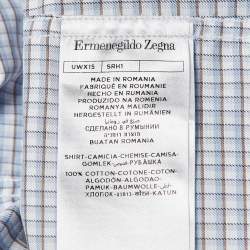 Ermenegildo Zegna
UWX15 SRH1
MADE IN ROMANIA
FABRIQUÉ EN ROUMANIE
HECHO EN RUMANIA
PRODUZIDO NA ROMÉNIA
ROMANYA MALIDIR
HERGESTELLT IN RUMÄNIEN
СДЕЛАНО В РУМЫНИИ
BUATAN ROMANIA
SHIRT-CAMICIA-CHEMISE-CAMISA-
GOMLEK- -РУБАШКА
100% COTTON-COTONE-COTON-
ALGODÓN-ALGODAO-
PAMUK-BAUMWOLLE-
ХЛОПОК- -KATUN